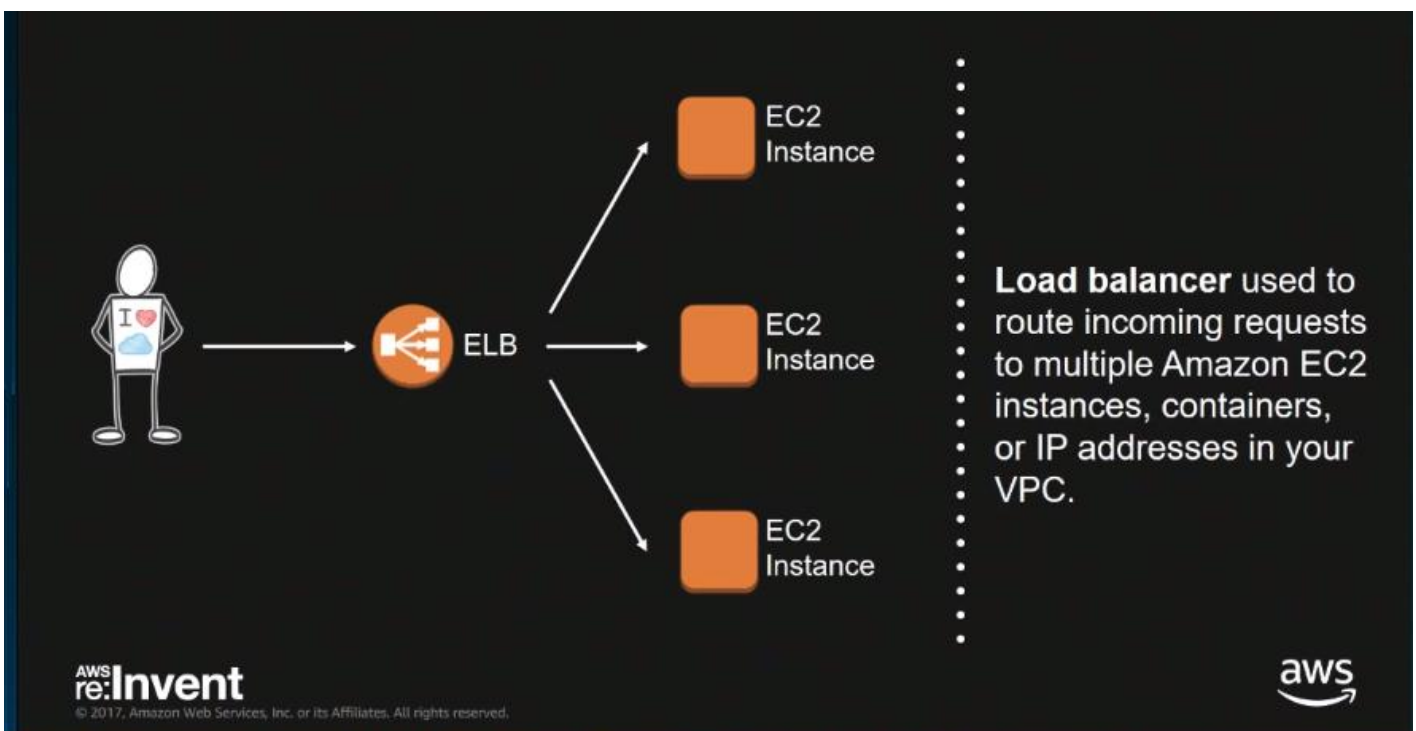 EC2
Instance
I ❤
ELB
EC2
Instance
EC2
Instance
Load balancer used to
route incoming requests
to multiple Amazon EC2
instances, containers,
or IP addresses in your
VPC.
AWS
re:Invent
© 2017, Amazon Web Services, Inc. or its Affiliates. All rights reserved.
aws